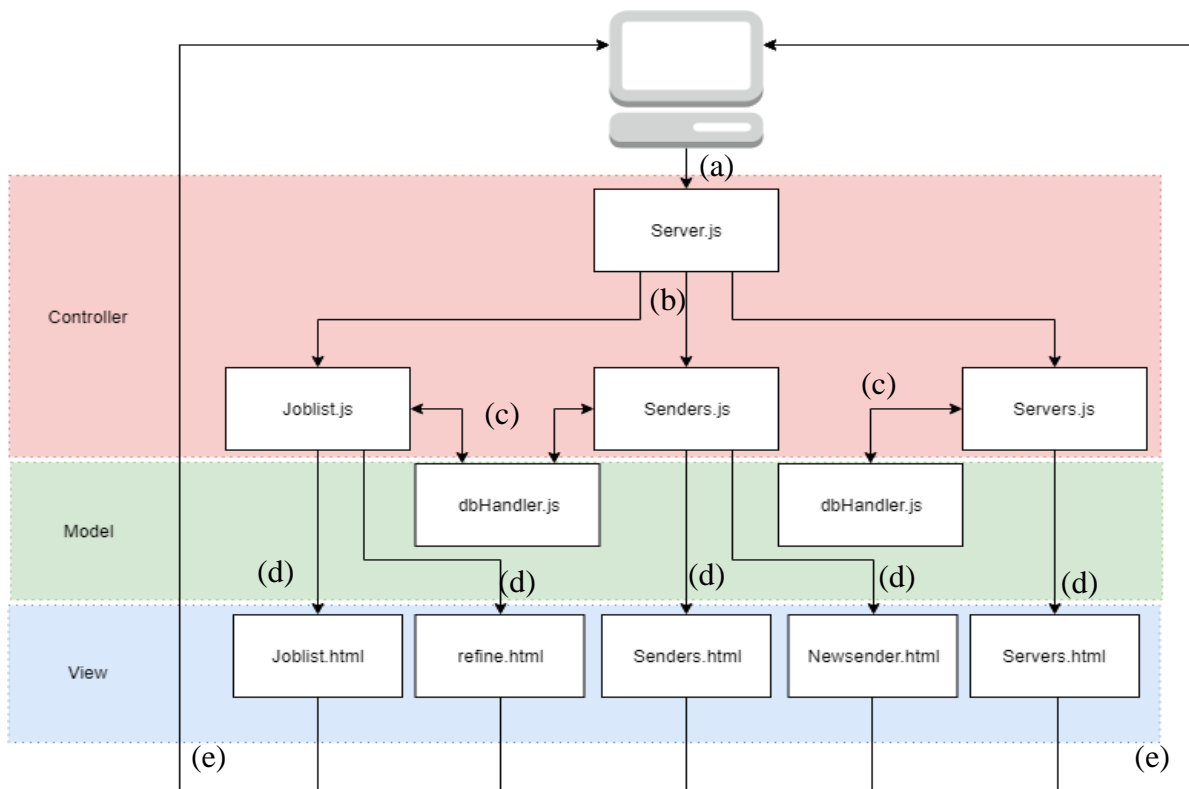 (a)
Server.js
(b)
Controller
Joblist.js
(c)
Senders.js
(c)
Servers.js
dbHandler.js
dbHandler.js
Model
(d)
(d)
(d)
(d)
(d)
Joblist.html
refine.html
Senders.html
Newsender.html
Servers.html
View
(e)
(e)